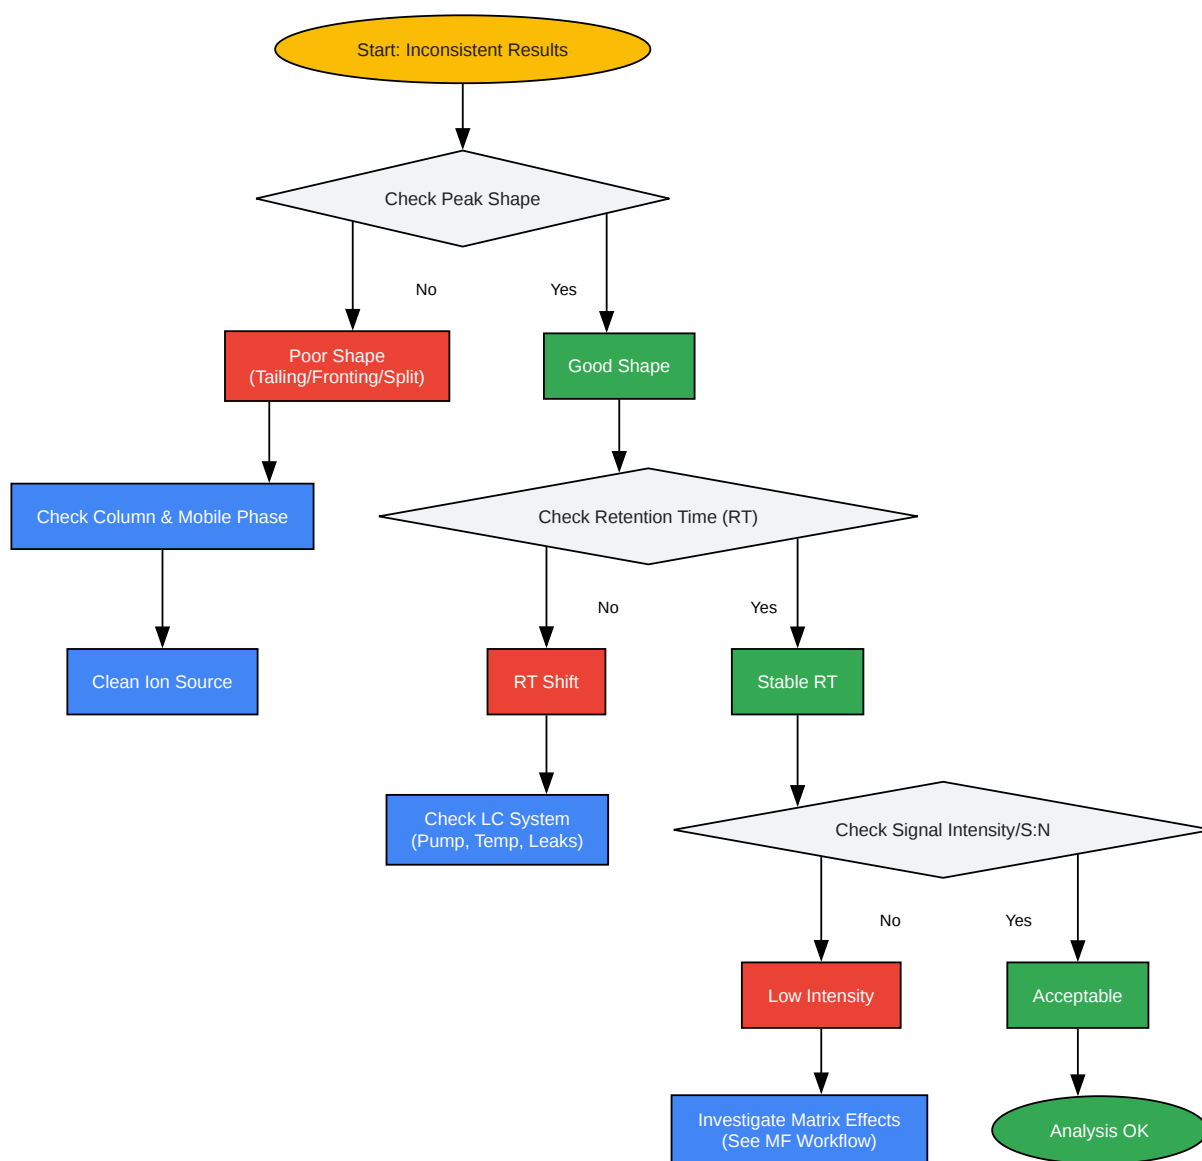 Start: Inconsistent Results
Check Peak Shape
No
Yes
Poor Shape
(Tailing/Fronting/Split)
Good Shape
Check Column & Mobile Phase
Check Retention Time (RT)
No
Yes
Clean Ion Source
RT Shift
Stable RT
Check LC System
(Pump, Temp, Leaks)
Check Signal Intensity/S:N
No
Yes
Low Intensity
Acceptable
Investigate Matrix Effects
(See MF Workflow)
Analysis OK